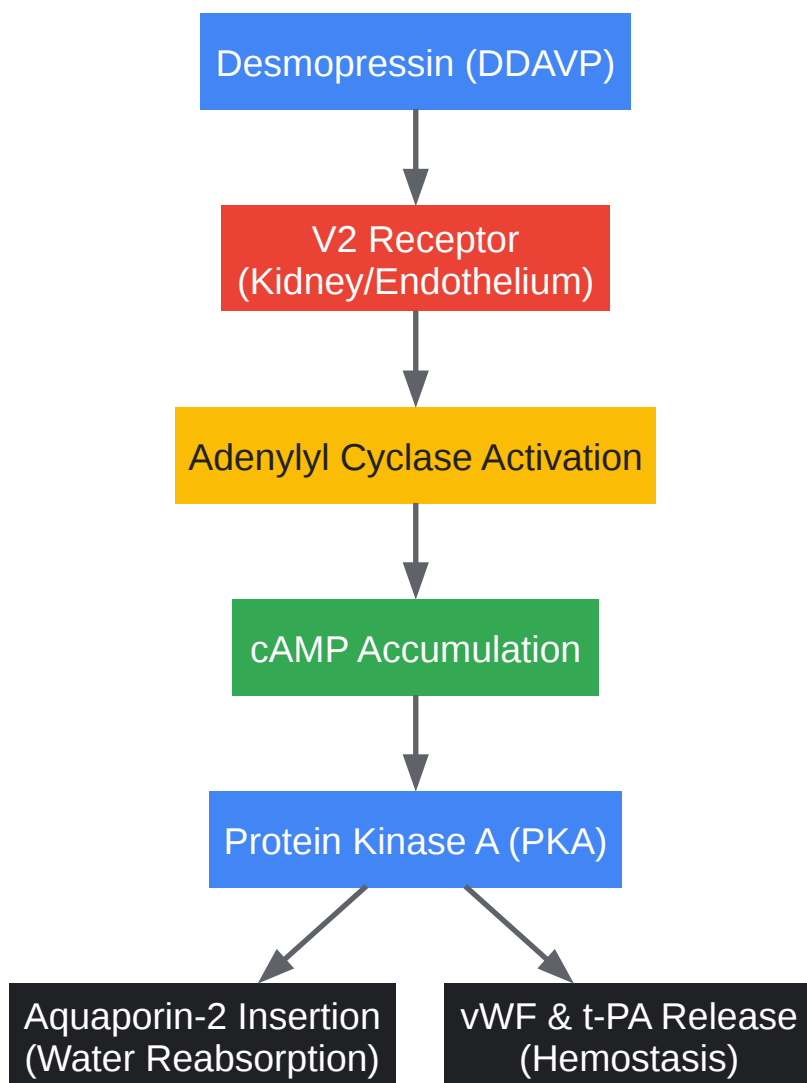 Desmopressin (DDAVP)
V2 Receptor
(Kidney/Endothelium)
Adenylyl Cyclase Activation
cAMP Accumulation
Protein Kinase A (PKA)
Aquaporin-2 Insertion
(Water Reabsorption)
vWF & t-PA Release
(Hemostasis)